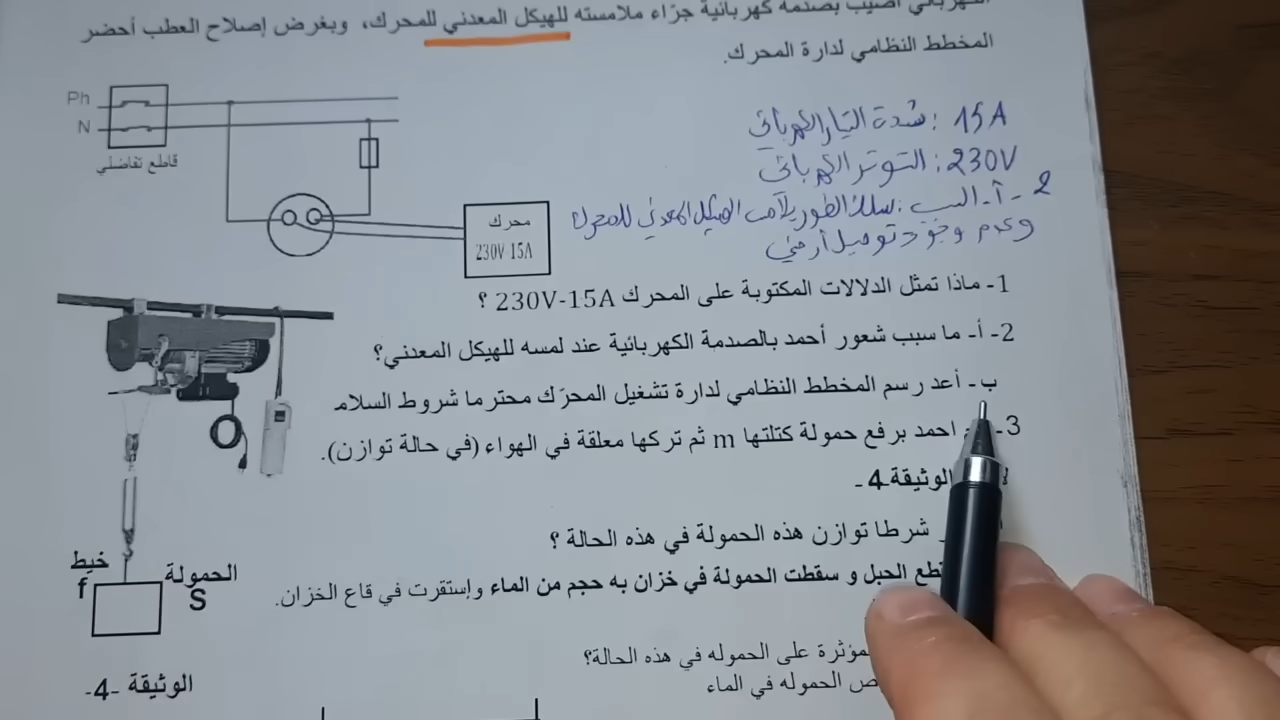 أصيب بصدمة كهربائية جرّاء ملامسته للهيكل المعدني للمحرك، وبغرض إصلاح العطب أحضر
المخطط النظامي لدارة المحرك.
Ph
N
قاطع تفاضلي
محرك
230V-15A
15A : شدة التيار الكهربائي
230V : التوتر الكهربائي
2 - أ - السبب : سلك الطور يلامس الهيكل المعدني للمحرك
وعدم وجود توصيل أرضي
1- ماذا تمثل الدلالات المكتوبة على المحرك 230V-15A ؟
2- أ- ما سبب شعور أحمد بالصدمة الكهربائية عند لمسه للهيكل المعدني؟
ب- أعد رسم المخطط النظامي لدارة تشغيل المحرّك محترما شروط السلام
3- احمد برفع حمولة كتلتها m ثم تركها معلقة في الهواء (في حالة توازن).
الوثيقة 4-
شرطا توازن هذه الحمولة في هذه الحالة ؟
الحبل و سقطت الحمولة في خزان به حجم من الماء وإستقرت في قاع الخزان.
على الحموله في هذه الحالة؟
الحموله في الماء
خيط
f
الحمولة
S
الوثيقة -4-